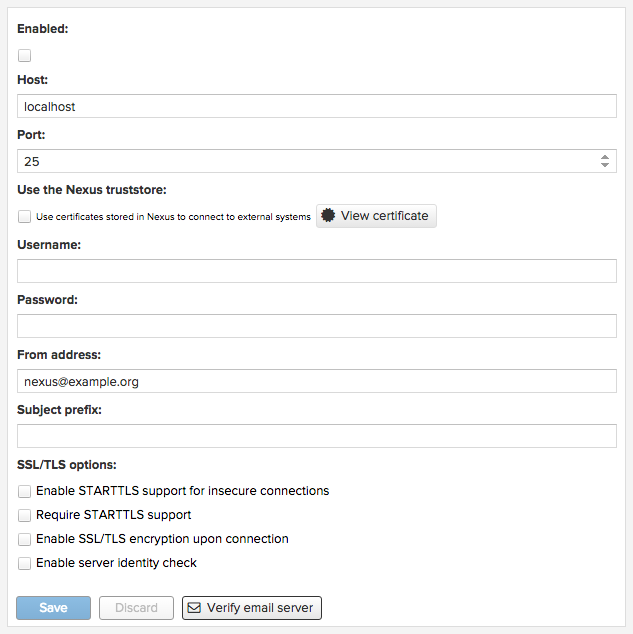 Enabled:
Host:
localhost
Port:
25
Use the Nexus truststore:
Use certificates stored in Nexus to connect to external systems View certificate
Username:
Password:
From address:
nexus@example.org
Subject prefix:
SSL/TLS options:
Enable STARTTLS support for insecure connections
Require STARTTLS support
Enable SSL/TLS encryption upon connection
Enable server identity check
Save Discard Verify email server